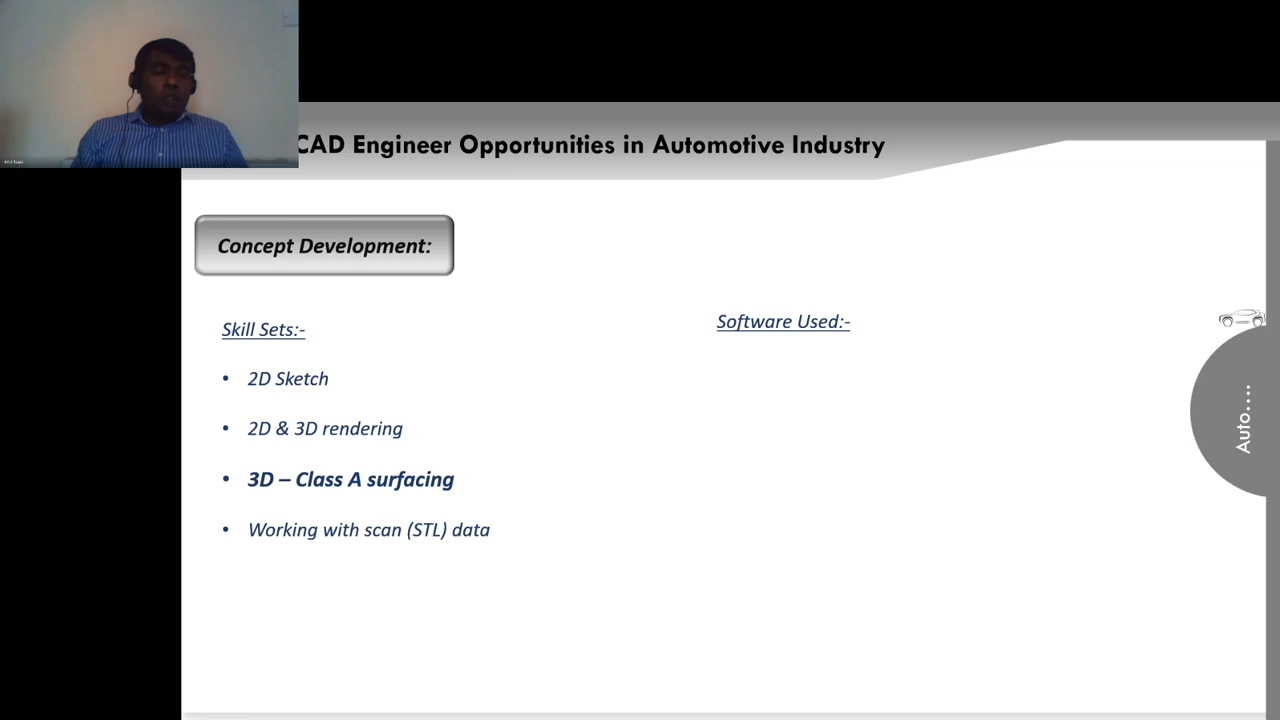 CAD Engineer Opportunities in Automotive Industry
Concept Development:
Skill Sets:-
Software Used:-
• 2D Sketch
• 2D & 3D rendering
• 3D – Class A surfacing
• Working with scan (STL) data
Auto....